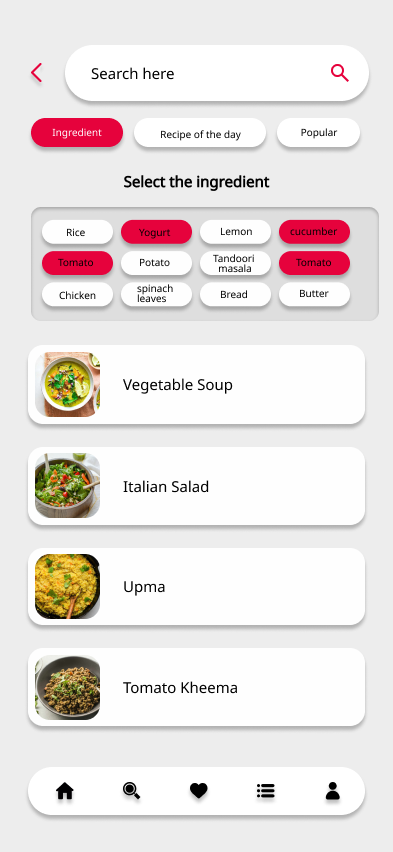 Search here
Ingredient
Recipe of the day
Popular
Select the ingredient
Rice
Yogurt
Lemon
cucumber
Tomato
Potato
Tandoori
masala
Tomato
Chicken
spinach
leaves
Bread
Butter
Vegetable Soup
Italian Salad
Upma
Tomato Kheema